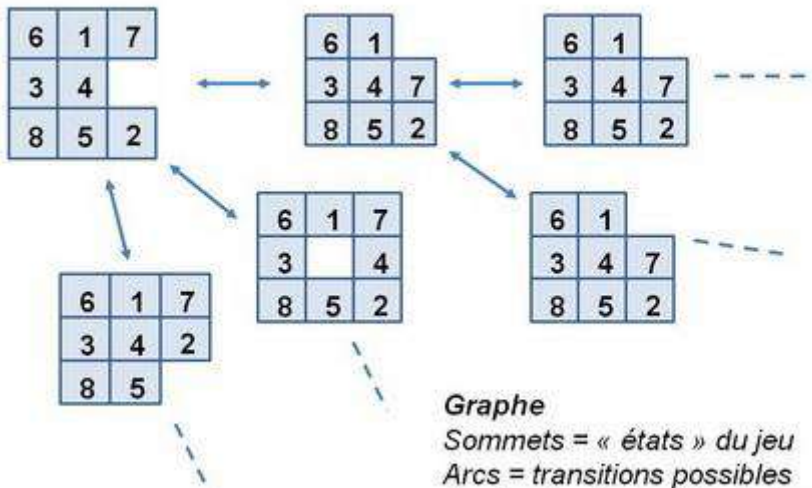 6 1 7
3 4
8 5 2
6 1
3 4 7
8 5 2
6 1
3 4 7
8 5 2
6 1 7
3 4
8 5 2
6 1
3 4 7
8 5 2
6 1 7
3 4 2
8 5
Graphe
Sommets = « états » du jeu
Arcs = transitions possibles